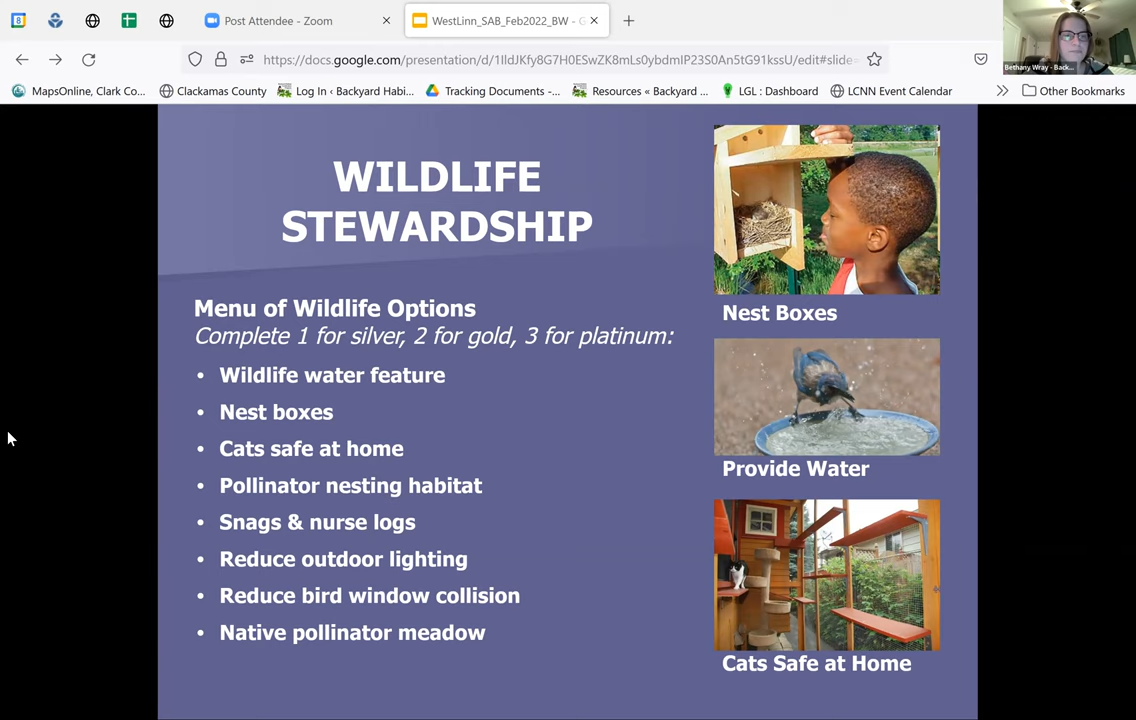 Post Attendee - Zoom
WestLinn_SAB_Feb2022_BW - G
https://docs.google.com/presentation/d/1IldJKfy8G7H0ESwZK8mLs0ybdmIP23S0An5tG91kssU/edit#slide=
MapsOnline, Clark Co...
Clackamas County
Log In ‹ Backyard Habi...
Tracking Documents -...
Resources « Backyard ...
LGL : Dashboard
LCNN Event Calendar
Other Bookmarks
Bethany Wray - Back...
WILDLIFE
STEWARDSHIP
Menu of Wildlife Options
Complete 1 for silver, 2 for gold, 3 for platinum:
• Wildlife water feature
• Nest boxes
• Cats safe at home
• Pollinator nesting habitat
• Snags & nurse logs
• Reduce outdoor lighting
• Reduce bird window collision
• Native pollinator meadow
Nest Boxes
Provide Water
Cats Safe at Home